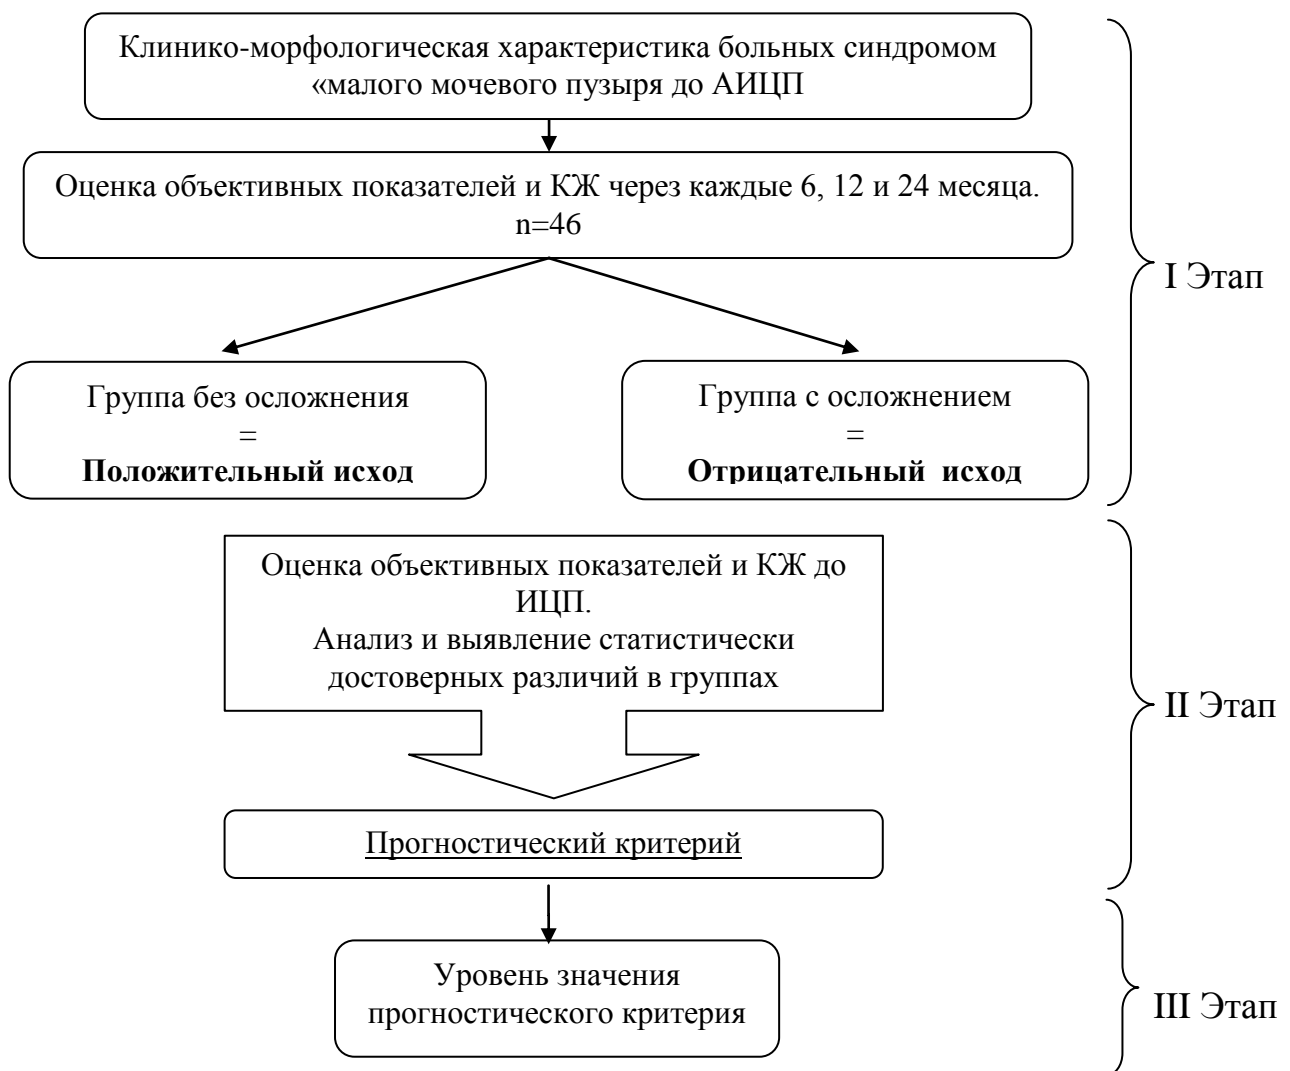 Клинико-морфологическая характеристика больных синдромом
«малого мочевого пузыря до АИЦП
Оценка объективных показателей и КЖ через каждые 6, 12 и 24 месяца.
n=46
I Этап
Группа без осложнения
=
Положительный исход
Группа с осложнением
=
Отрицательный исход
Оценка объективных показателей и КЖ до
ИЦП.
Анализ и выявление статистически
достоверных различий в группах
II Этап
Прогностический критерий
Уровень значения
прогностического критерия
III Этап